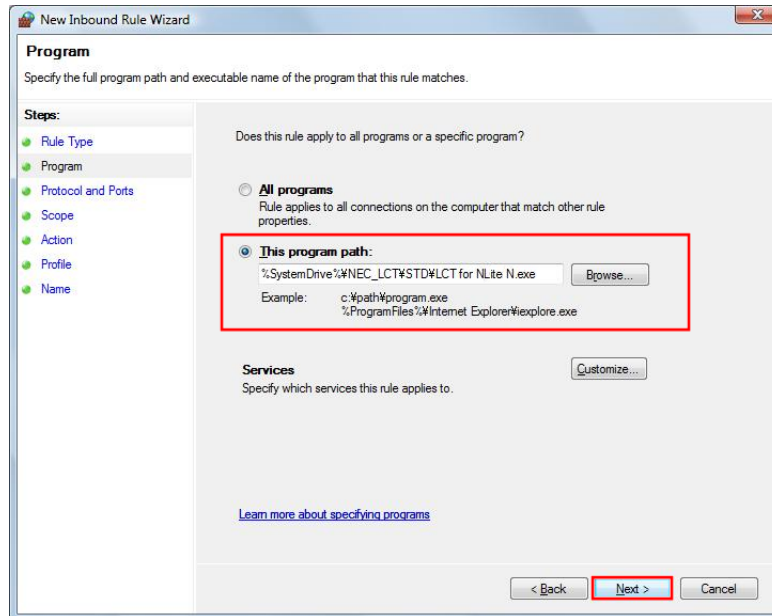 New Inbound Rule Wizard
Program
Specify the full program path and executable name of the program that this rule matches.
Steps:
Rule Type
Program
Protocol and Ports
Scope
Action
Profile
Name
Does this rule apply to all programs or a specific program?
All programs
Rule applies to all connections on the computer that match other rule
properties.
This program path:
%SystemDrive%¥NEC_LCT¥STD¥LCT for NLite N.exe
Browse...
Example: c:¥path¥program.exe
%ProgramFiles%¥Internet Explorer¥iexplore.exe
Services
Customize...
Specify which services this rule applies to.
Learn more about specifying programs
< Back
Next >
Cancel